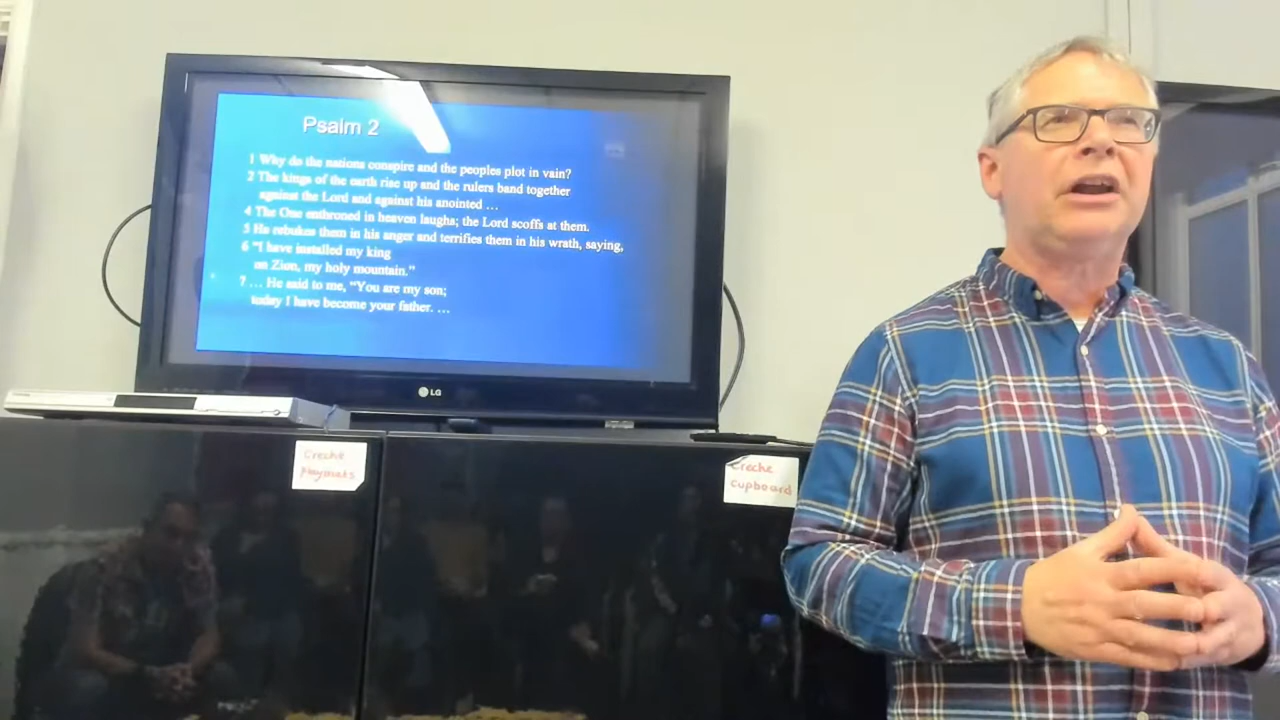 Psalm 2
1 Why do the nations conspire and the peoples plot in vain?
2 The kings of the earth rise up and the rulers band together
against the Lord and against his anointed ...
4 The One enthroned in heaven laughs; the Lord scoffs at them.
5 He rebukes them in his anger and terrifies them in his wrath, saying,
6 "I have installed my king
on Zion, my holy mountain."
7 ... He said to me, "You are my son;
today I have become your father. ...
LG
Creche
Playmats
Creche
Cupboard